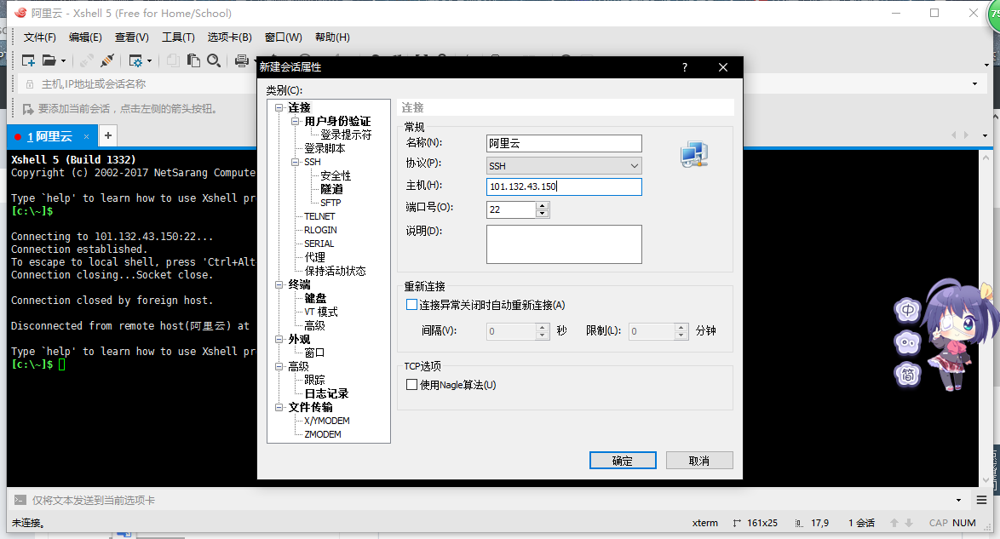 阿里云 - Xshell 5 (Free for Home/School)
文件(F) 编辑(E) 查看(V) 工具(T) 选项卡(B) 窗口(W) 帮助(H)
主机,IP地址或会话名称
要添加当前会话，点击左侧的箭头按钮。
1 阿里云 × +
Xshell 5 (Build 1332)
Copyright (c) 2002-2017 NetSarang Compute
Type `help' to learn how to use Xshell pr
[c:\~]$
Connecting to 101.132.43.150:22...
Connection established.
To escape to local shell, press 'Ctrl+Alt
Connection closing...Socket close.
Connection closed by foreign host.
Disconnected from remote host(阿里云) at
Type `help' to learn how to use Xshell pr
[c:\~]$
新建会话属性 ?
类别(C):
连接
用户身份验证
登录提示符
登录脚本
SSH
安全性
隧道
SFTP
TELNET
RLOGIN
SERIAL
代理
保持活动状态
终端
键盘
VT 模式
高级
外观
窗口
高级
跟踪
日志记录
文件传输
X/YMODEM
ZMODEM
连接
常规
名称(N): 阿里云
协议(P): SSH
主机(H): 101.132.43.150
端口号(O): 22
说明(D):
重新连接
连接异常关闭时自动重新连接(A)
间隔(V): 0 秒 限制(L): 0 分钟
TCP选项
使用Nagle算法(U)
确定 取消
中
简
75
仅将文本发送到当前选项卡
未连接。 xterm 161x25 17,9 1 会话 CAP NUM